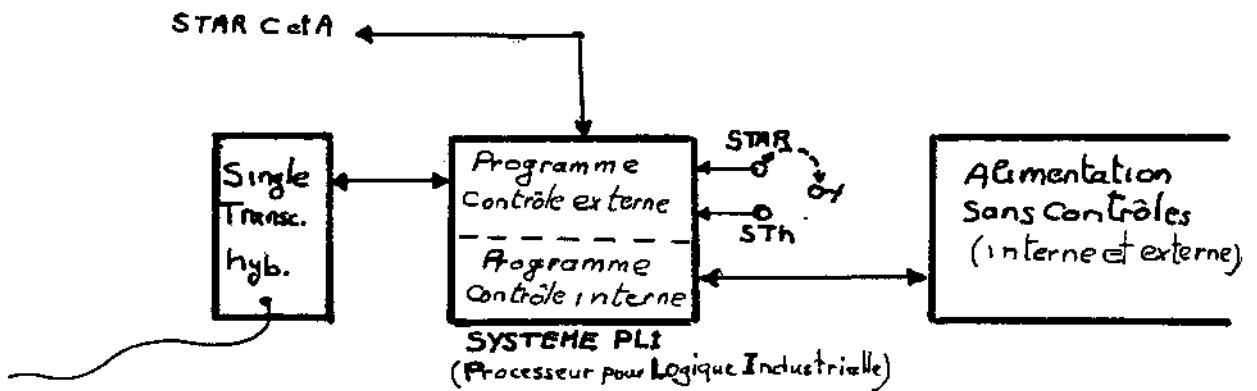 STAR C et A
Single
Transc.
hyb.
Programme
Contrôle externe
Programme
Contrôle interne
STAR
STh
Alimentation
Sans Contrôles
(interne et externe)
SYSTEME PLI
(Processeur pour Logique Industrielle)